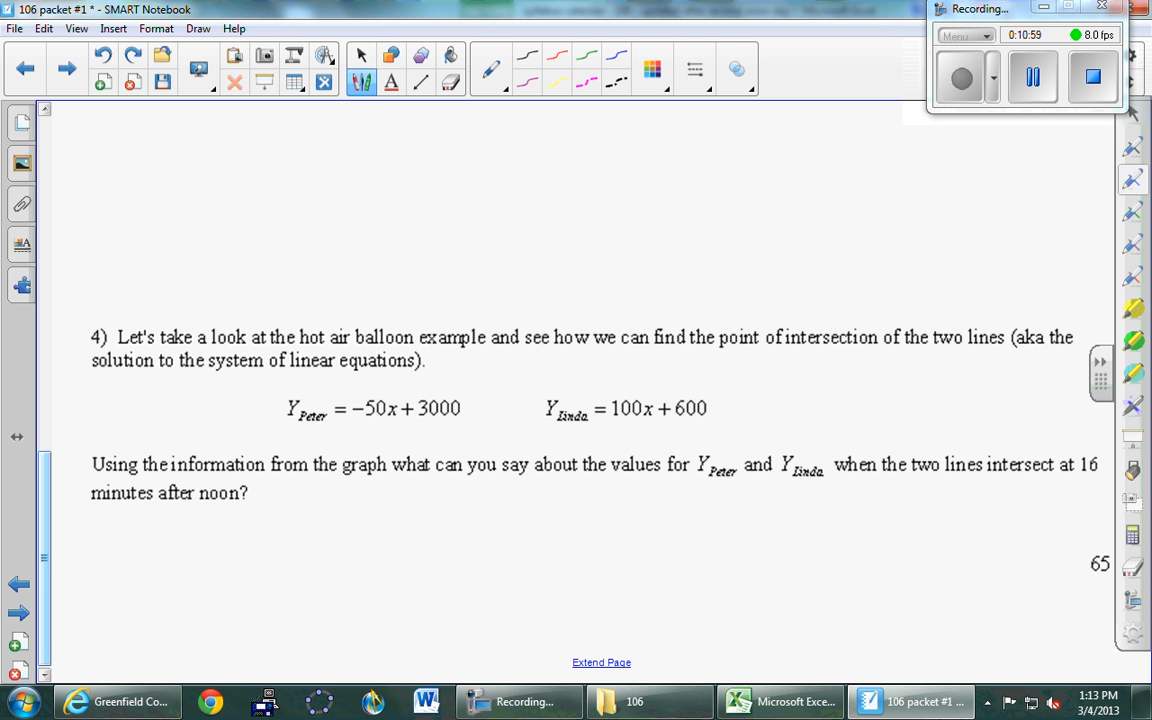 106 packet #1 * - SMART Notebook
Recording...
File Edit View Insert Format Draw Help
Menu 0:10:59 8.0 fps
4) Let's take a look at the hot air balloon example and see how we can find the point of intersection of the two lines (aka the
solution to the system of linear equations).
Y_Peter = −50x + 3000 Y_Linda = 100x + 600
Using the information from the graph what can you say about the values for Y_Peter and Y_Linda when the two lines intersect at 16
minutes after noon?
65
Extend Page
Greenfield Co... Recording... 106 Microsoft Exce... 106 packet #1 ... 1:13 PM
3/4/2013